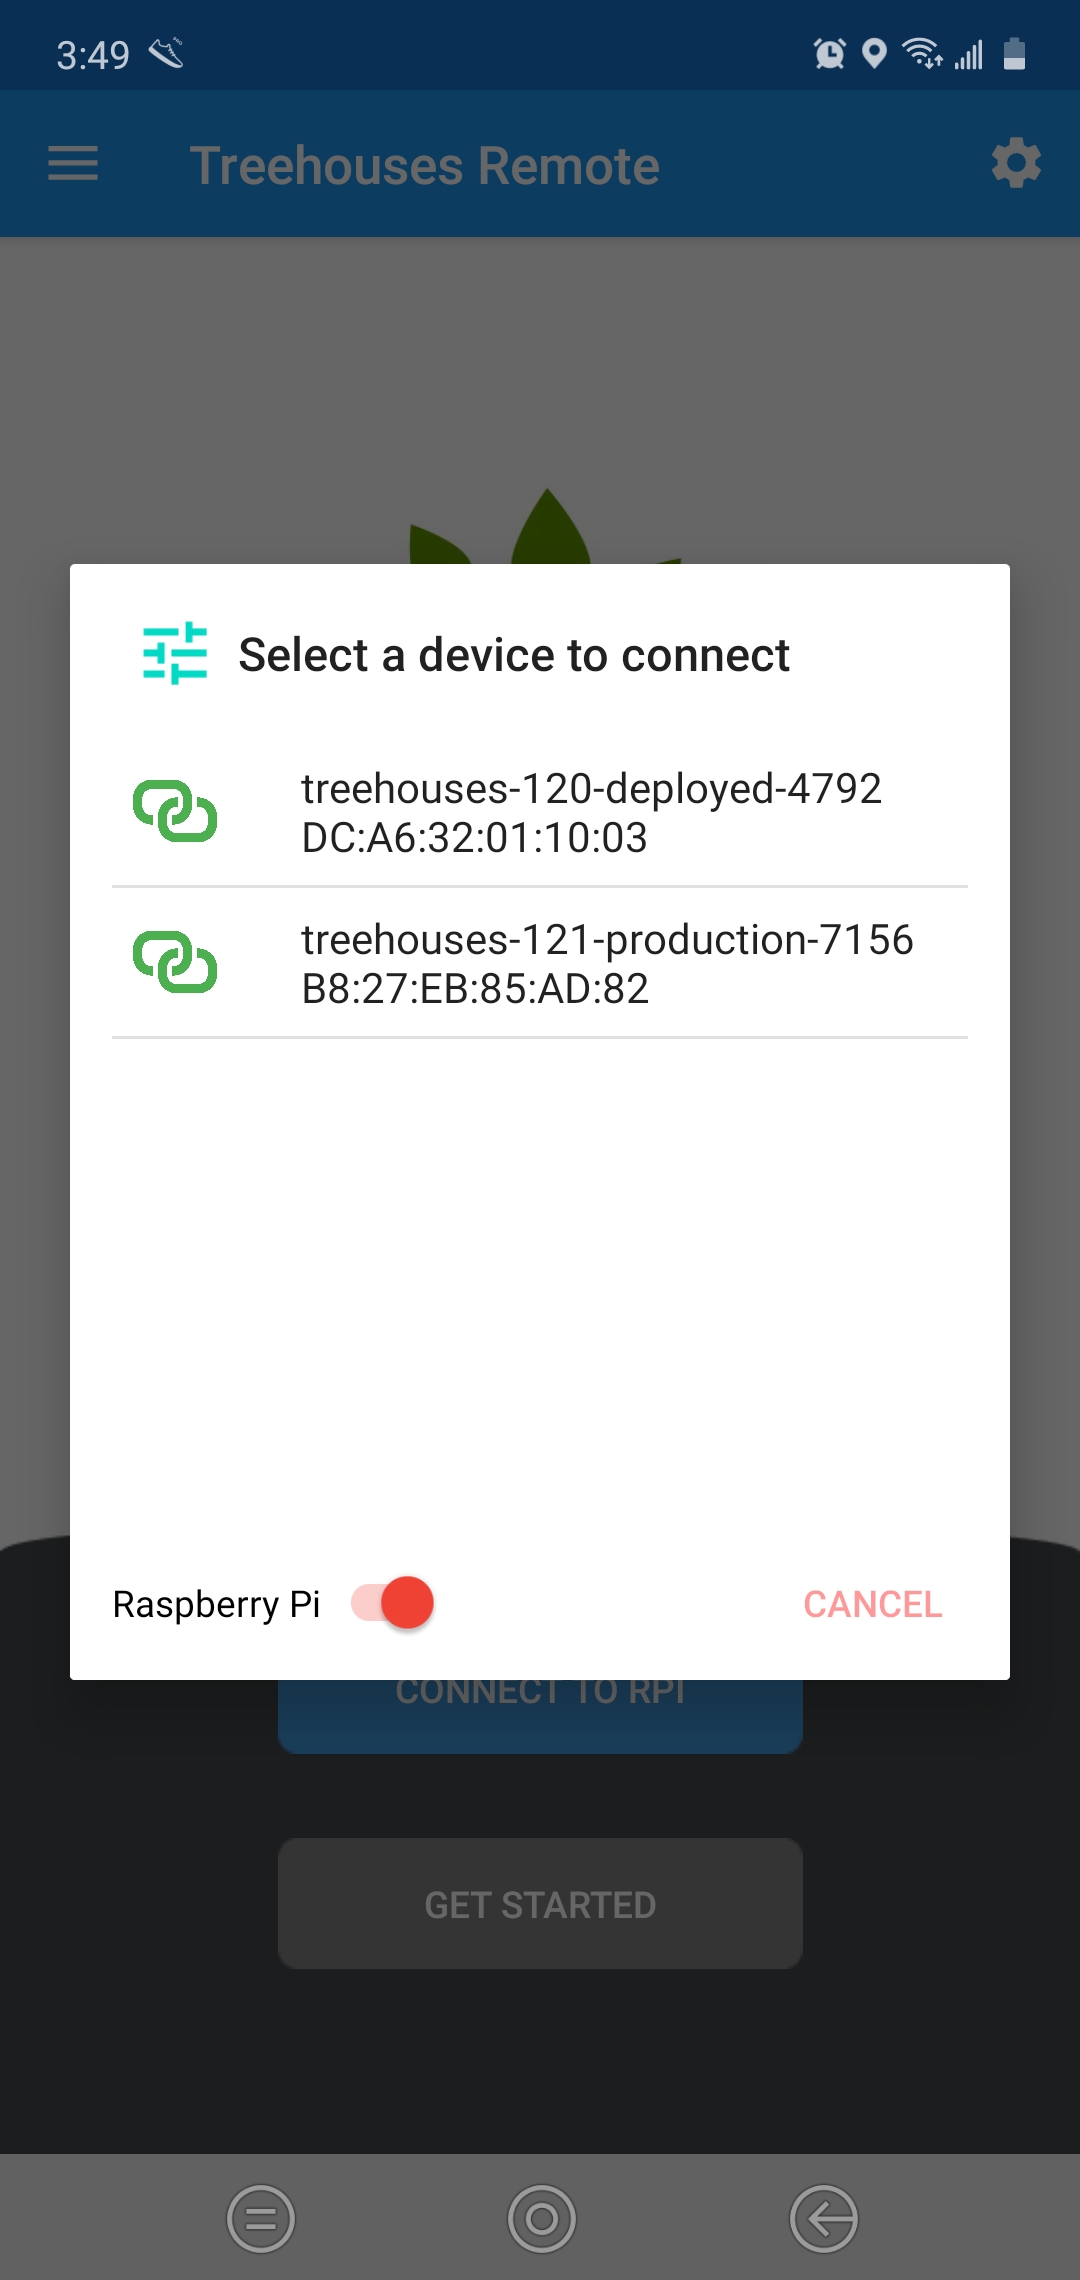 3:49
Treehouses Remote
Select a device to connect
treehouses-120-deployed-4792
DC:A6:32:01:10:03
treehouses-121-production-7156
B8:27:EB:85:AD:82
Raspberry Pi
CANCEL
CONNECT TO RPI
GET STARTED